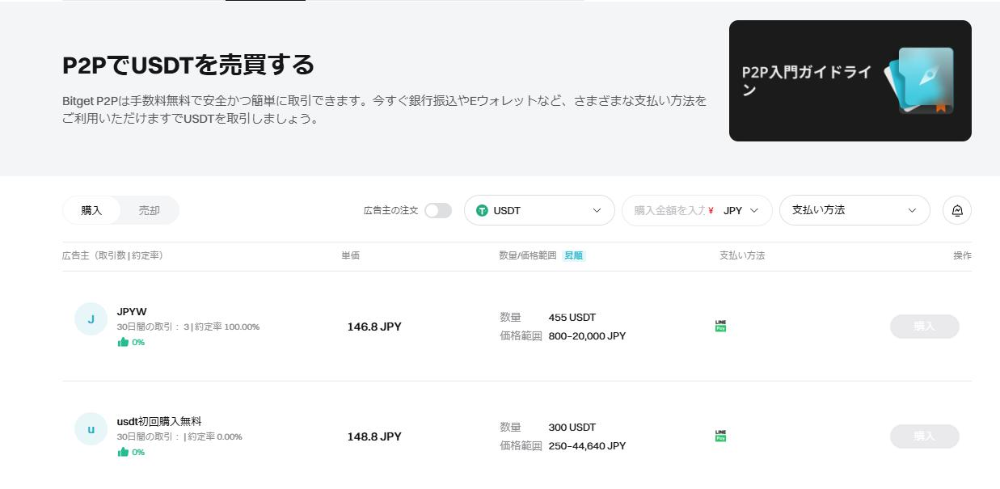 P2PでUSDTを売買する
Bitget P2Pは手数料無料で安全かつ簡単に取引できます。今すぐ銀行振込やEウォレットなど、さまざまな支払い方法を
ご利用いただけますでUSDTを取引しましょう。
P2P入門ガイドライ
ン
購入 売却 広告主の注文 USDT 購入金額を入力 ¥ JPY 支払い方法
広告主（取引数 | 約定率） 単価 数量/価格範囲 昇順 支払い方法 操作
J JPYW
30日間の取引： 3 | 約定率 100.00%
0%
146.8 JPY
数量 455 USDT
価格範囲 800–20,000 JPY
LINE
Pay
購入
u usdt初回購入無料
30日間の取引： | 約定率 0.00%
0%
148.8 JPY
数量 300 USDT
価格範囲 250–44,640 JPY
LINE
Pay
購入